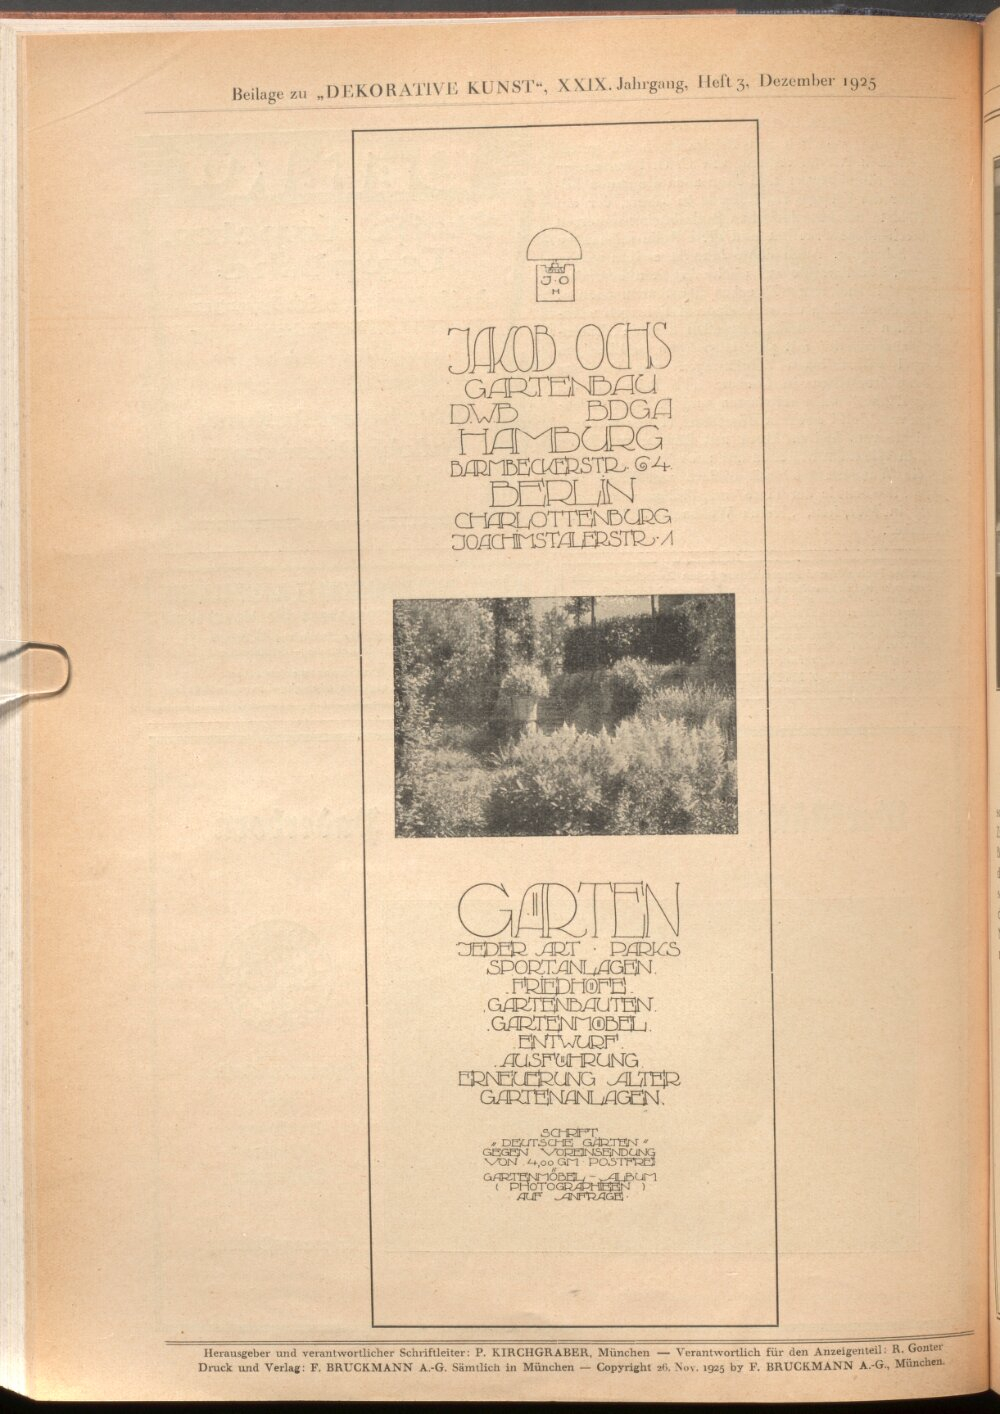 Beilage zu „DEKORATIVE KUNST“, XXIX. Jahrgang, Heft 3, Dezember 1925
J·O
H
JAKOB OCHS
GARTENBAU
D.W.B BDGA
HAMBURG
BARMBECKERSTR. 64.
BERLIN
CHARLOTTENBURG
JOACHIMSTALERSTR·1
GÄRTEN
JEDER ART · PARKS
SPORTANLAGEN.
.FRIEDHÖFE.
.GARTENBAUTEN.
.GARTENMÖBEL.
.ENTWURF.
.AUSFÜHRUNG.
ERNEUERUNG ALTER
GARTENANLAGEN.
SCHRIFT
„DEUTSCHE GÄRTEN“
GEGEN VOREINSENDUNG
VON 4,00 GM POSTFREI
GARTENMÖBEL - ALBUM
( PHOTOGRAPHIEEN )
AUF ANFRAGE·
Herausgeber und verantwortlicher Schriftleiter: P. KIRCHGRABER, München — Verantwortlich für den Anzeigenteil: R. Gonter
Druck und Verlag: F. BRUCKMANN A.-G. Sämtlich in München — Copyright 26. Nov. 1925 by F. BRUCKMANN A.-G., München.